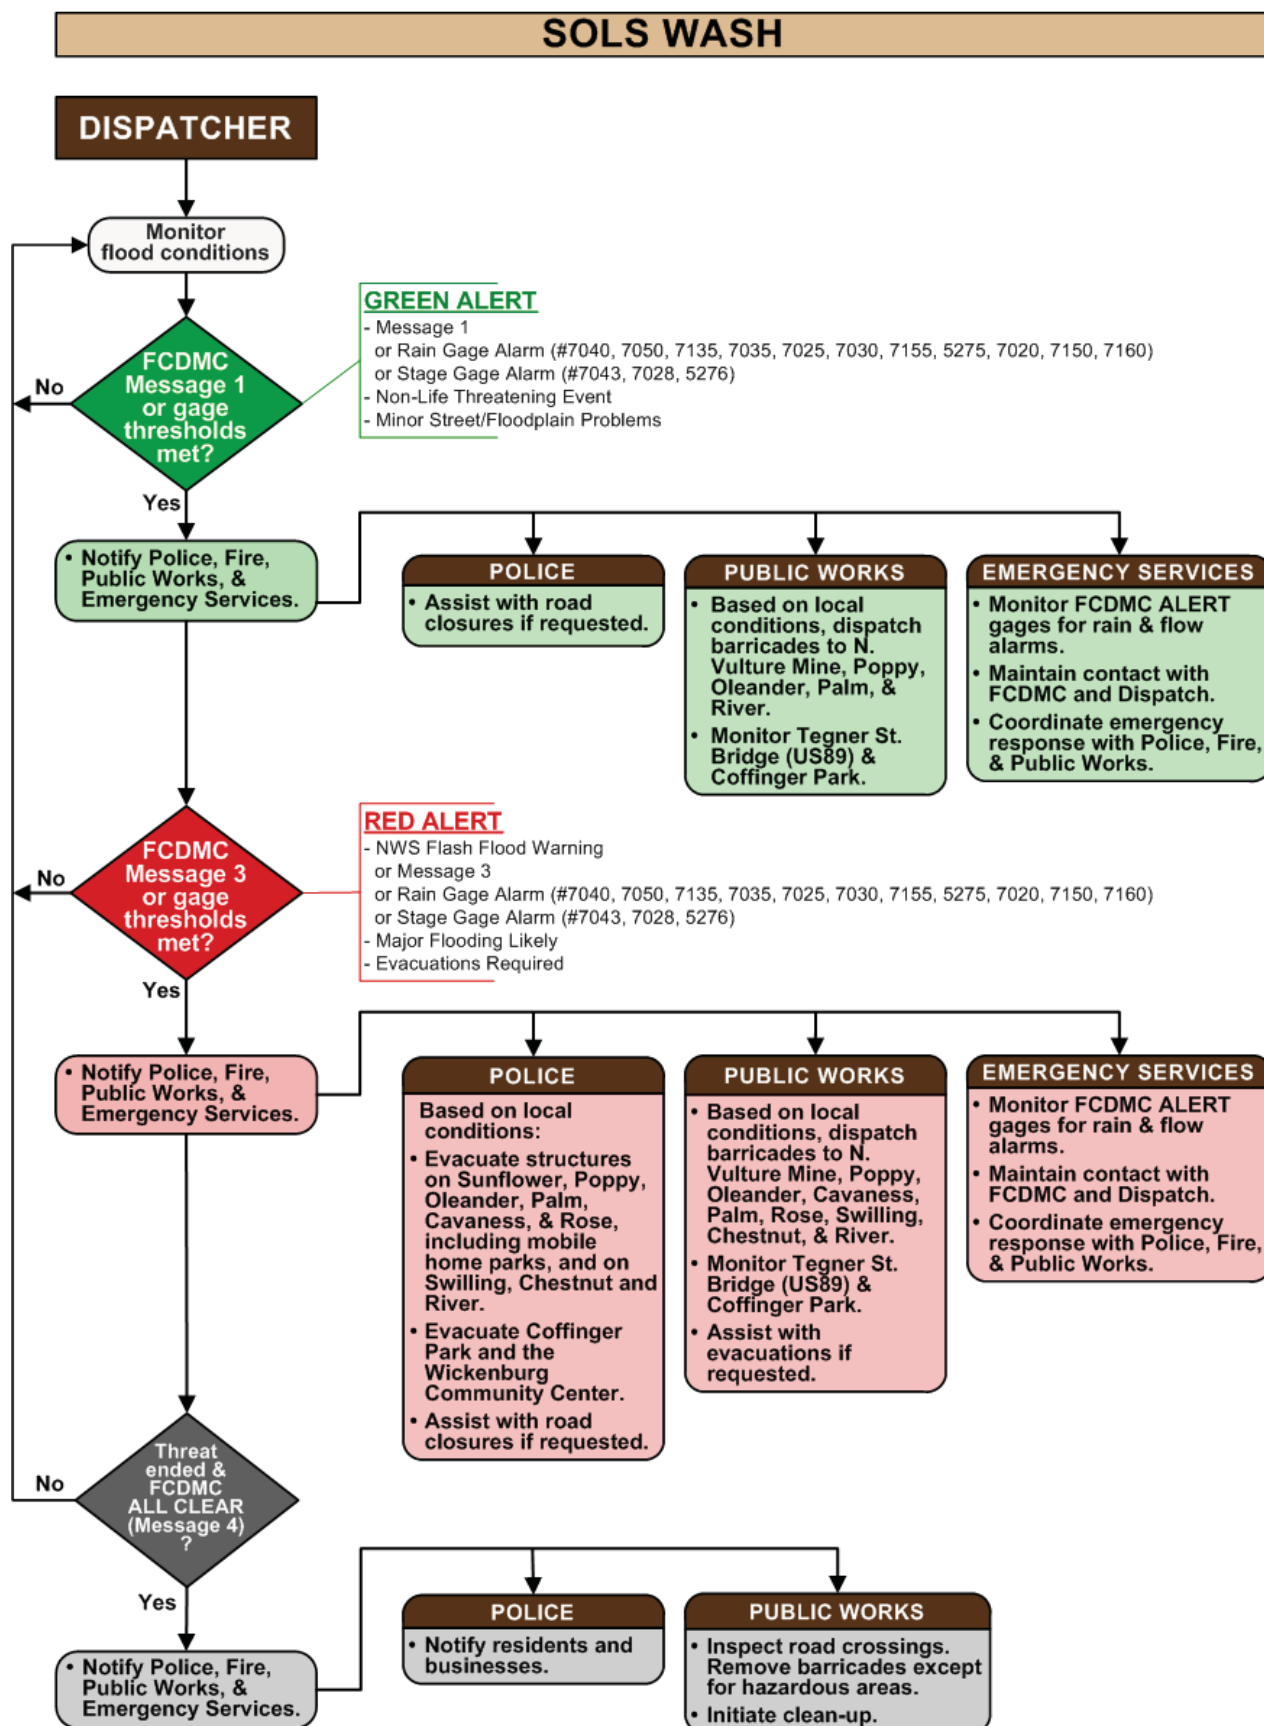 SOLS WASH
DISPATCHER
Monitor
flood conditions
FCDMC
Message 1
or gage
thresholds
met?
No
Yes
GREEN ALERT
- Message 1
or Rain Gage Alarm (#7040, 7050, 7135, 7035, 7025, 7030, 7155, 5275, 7020, 7150, 7160)
or Stage Gage Alarm (#7043, 7028, 5276)
- Non-Life Threatening Event
- Minor Street/Floodplain Problems
• Notify Police, Fire,
Public Works, &
Emergency Services.
POLICE
• Assist with road
closures if requested.
PUBLIC WORKS
• Based on local
conditions, dispatch
barricades to N.
Vulture Mine, Poppy,
Oleander, Palm, &
River.
• Monitor Tegner St.
Bridge (US89) &
Coffinger Park.
EMERGENCY SERVICES
• Monitor FCDMC ALERT
gages for rain & flow
alarms.
• Maintain contact with
FCDMC and Dispatch.
• Coordinate emergency
response with Police, Fire,
& Public Works.
FCDMC
Message 3
or gage
thresholds
met?
No
Yes
RED ALERT
- NWS Flash Flood Warning
or Message 3
or Rain Gage Alarm (#7040, 7050, 7135, 7035, 7025, 7030, 7155, 5275, 7020, 7150, 7160)
or Stage Gage Alarm (#7043, 7028, 5276)
- Major Flooding Likely
- Evacuations Required
• Notify Police, Fire,
Public Works, &
Emergency Services.
POLICE
Based on local
conditions:
• Evacuate structures
on Sunflower, Poppy,
Oleander, Palm,
Cavaness, & Rose,
including mobile
home parks, and on
Swilling, Chestnut and
River.
• Evacuate Coffinger
Park and the
Wickenburg
Community Center.
• Assist with road
closures if requested.
PUBLIC WORKS
• Based on local
conditions, dispatch
barricades to N.
Vulture Mine, Poppy,
Oleander, Cavaness,
Palm, Rose, Swilling,
Chestnut, & River.
• Monitor Tegner St.
Bridge (US89) &
Coffinger Park.
• Assist with
evacuations if
requested.
EMERGENCY SERVICES
• Monitor FCDMC ALERT
gages for rain & flow
alarms.
• Maintain contact with
FCDMC and Dispatch.
• Coordinate emergency
response with Police, Fire,
& Public Works.
Threat
ended &
FCDMC
ALL CLEAR
(Message 4)
?
No
Yes
• Notify Police, Fire,
Public Works, &
Emergency Services.
POLICE
• Notify residents and
businesses.
PUBLIC WORKS
• Inspect road crossings.
Remove barricades except
for hazardous areas.
• Initiate clean-up.